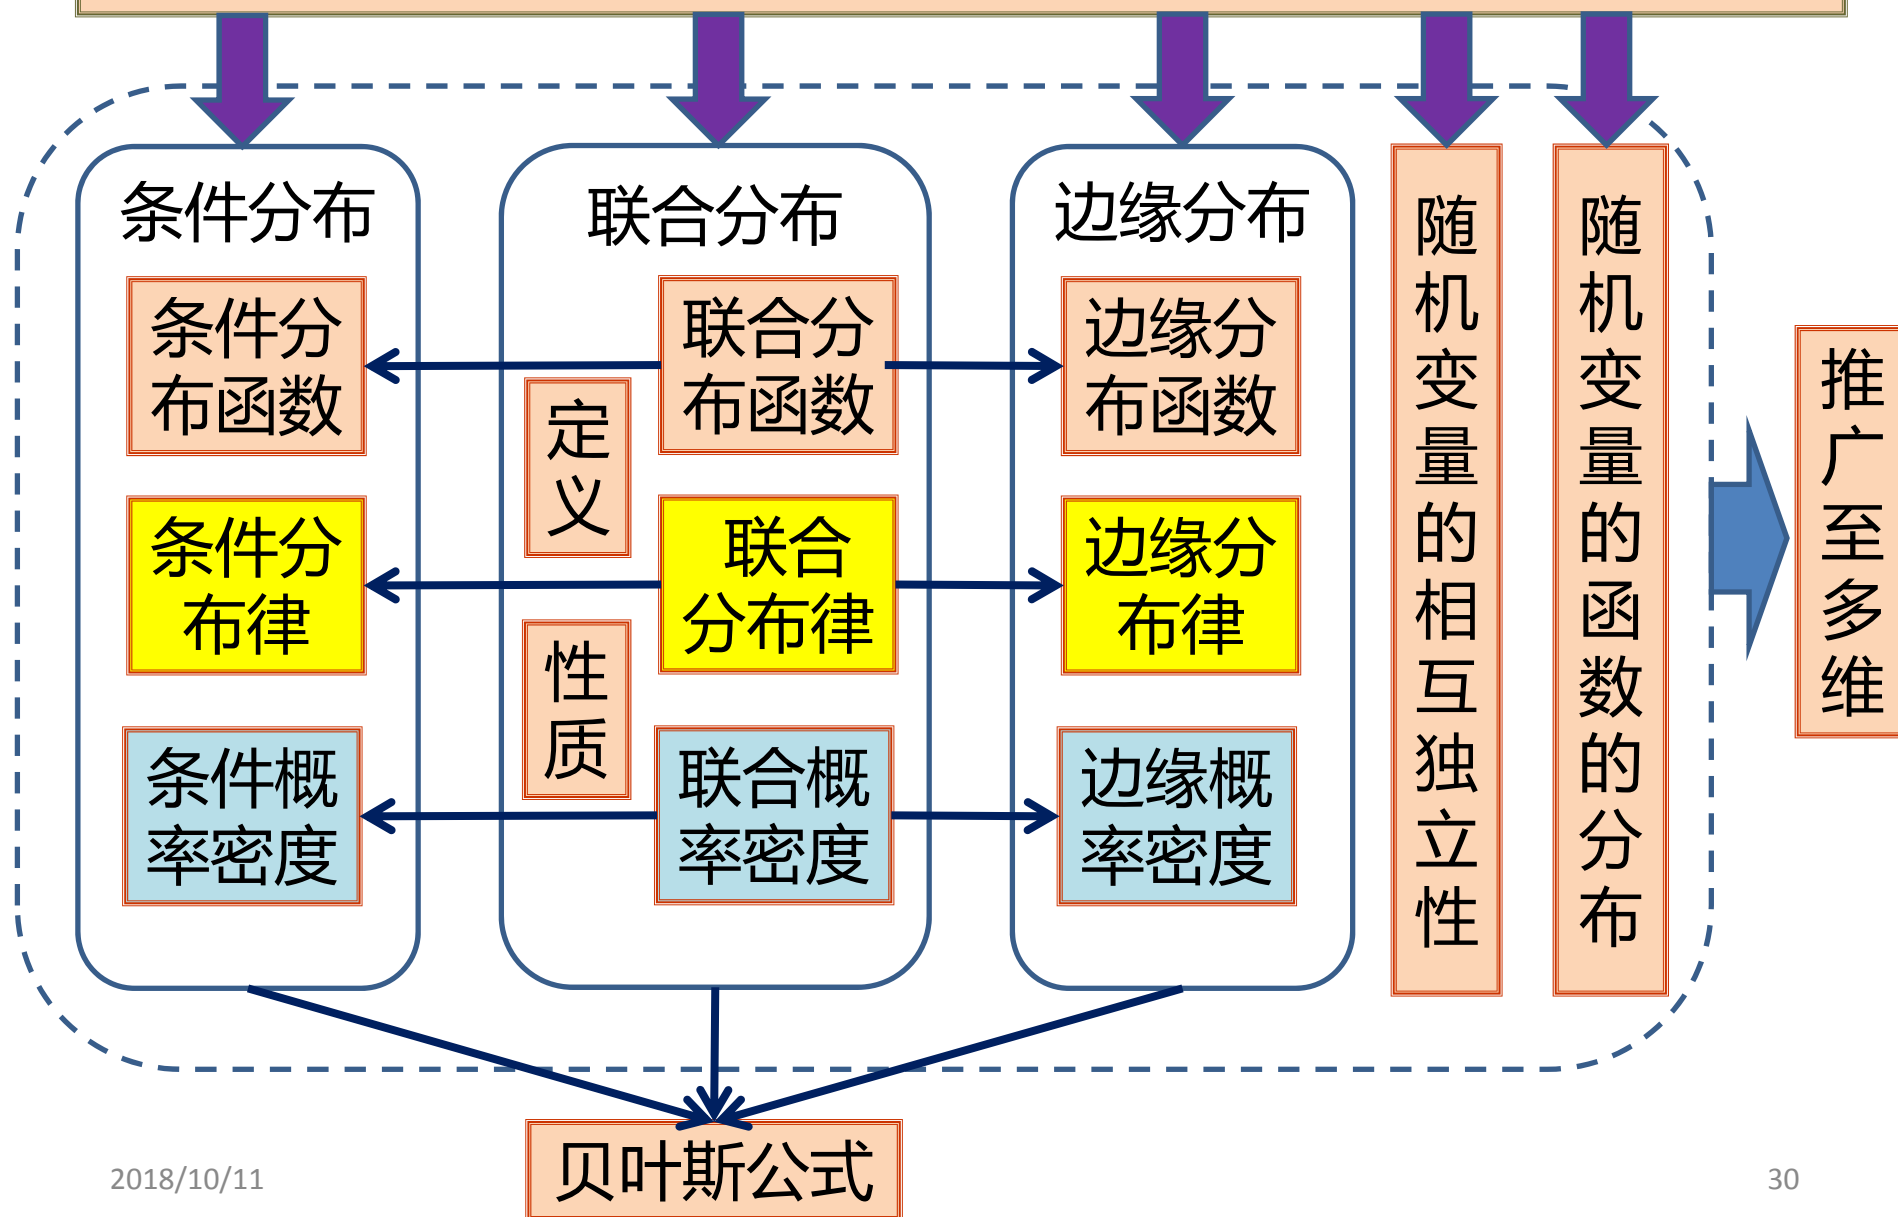 条件分布
联合分布
边缘分布
条件分
布函数
联合分
布函数
边缘分
布函数
定
义
条件分
布律
联合
分布律
边缘分
布律
性
质
条件概
率密度
联合概
率密度
边缘概
率密度
随
机
变
量
的
相
互
独
立
性
随
机
变
量
的
函
数
的
分
布
推
广
至
多
维
贝叶斯公式
2018/10/11
30